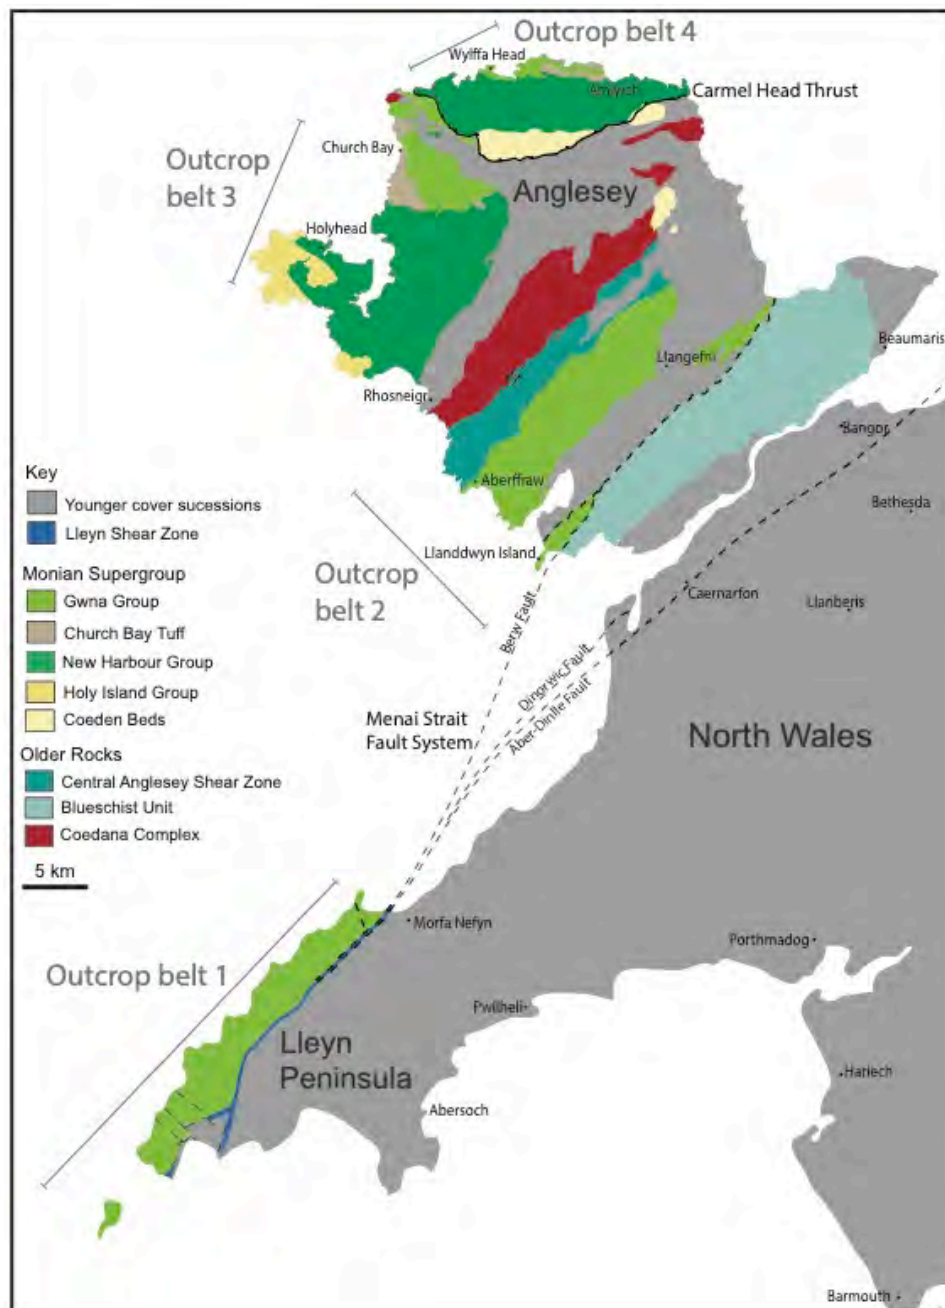 Outcrop belt 4
Wylffa Head
Amlwch
Carmel Head Thrust
Church Bay
Outcrop
belt 3
Anglesey
Holyhead
Beaumaris
Llangefni
Rhosneigr
Bangor
Key
Younger cover sucessions
Lleyn Shear Zone
Aberffraw
Bethesda
Llanddwyn Island
Outcrop
belt 2
Monian Supergroup
Gwna Group
Church Bay Tuff
New Harbour Group
Holy Island Group
Coeden Beds
Caernarfon
Llanberis
Berw Fault
Dinorwic Fault
Aber-Dinlle Fault
Menai Strait
Fault System
North Wales
Older Rocks
Central Anglesey Shear Zone
Blueschist Unit
Coedana Complex
5 km
Morfa Nefyn
Porthmadog
Outcrop belt 1
Pwllheli
Lleyn
Peninsula
Harlech
Abersoch
Barmouth